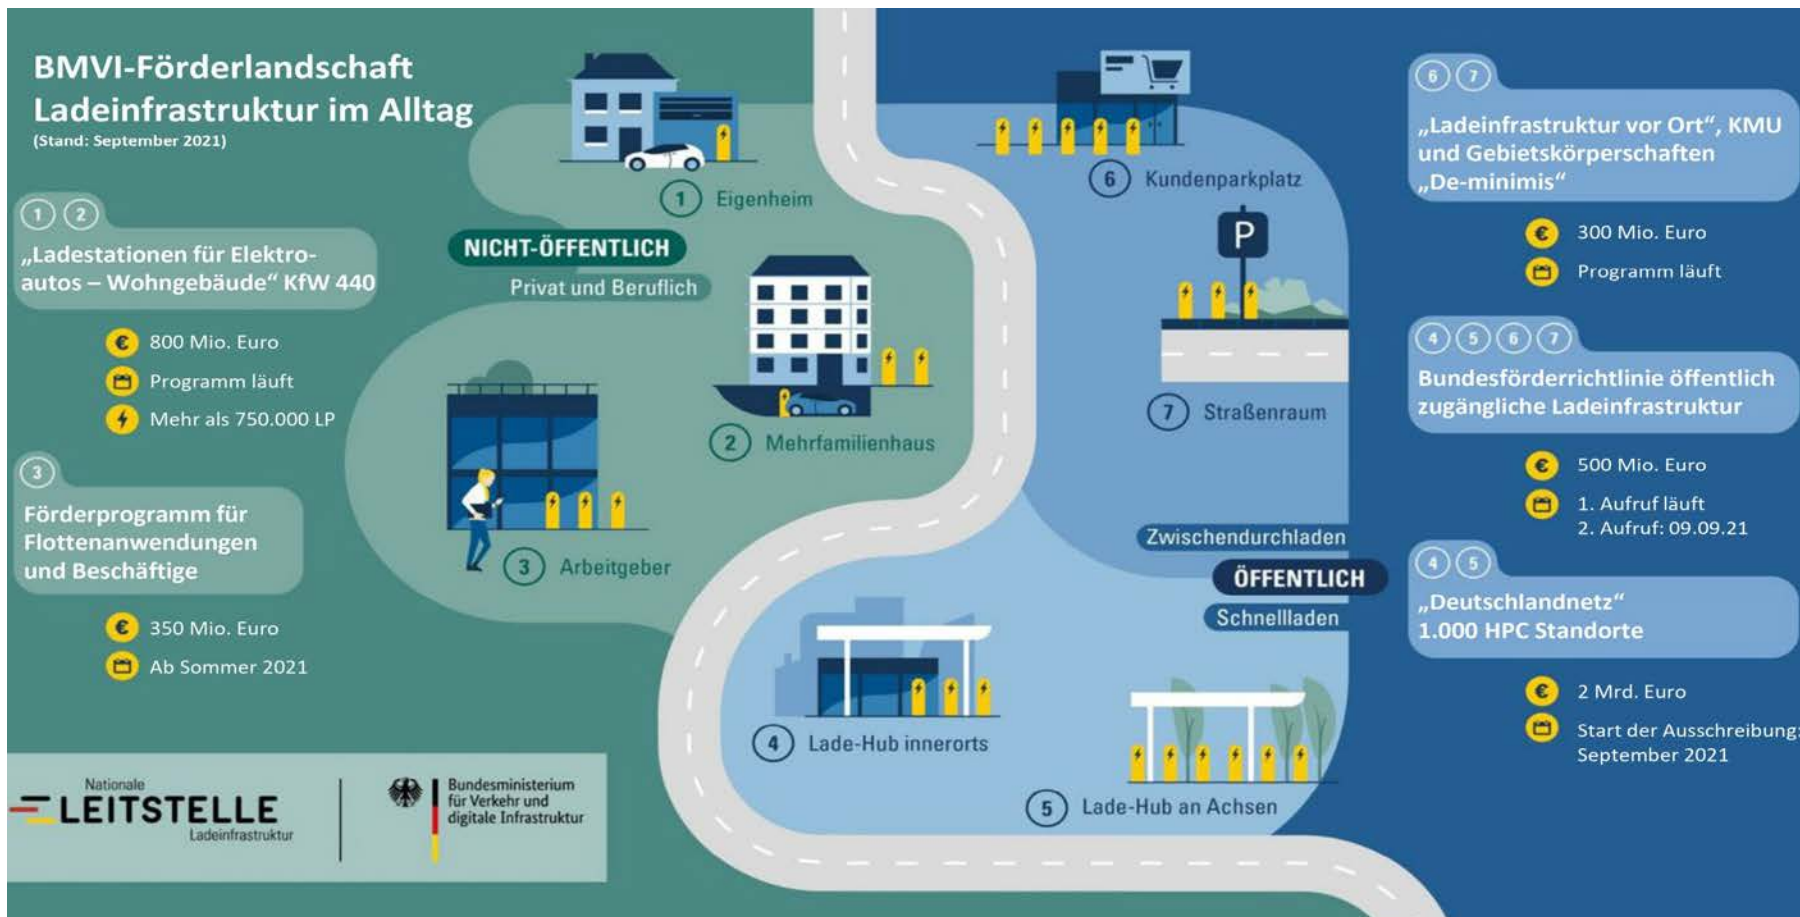 BMVI-Förderlandschaft
Ladeinfrastruktur im Alltag
(Stand: September 2021)
1 2
„Ladestationen für Elektro-
autos – Wohngebäude“ KfW 440
€ 800 Mio. Euro
Programm läuft
Mehr als 750.000 LP
3
Förderprogramm für
Flottenanwendungen
und Beschäftige
€ 350 Mio. Euro
Ab Sommer 2021
Nationale
LEITSTELLE
Ladeinfrastruktur
Bundesministerium
für Verkehr und
digitale Infrastruktur
1 Eigenheim
NICHT-ÖFFENTLICH
Privat und Beruflich
2 Mehrfamilienhaus
3 Arbeitgeber
6 Kundenparkplatz
P
7 Straßenraum
Zwischendurchladen
ÖFFENTLICH
Schnellladen
4 Lade-Hub innerorts
5 Lade-Hub an Achsen
6 7
„Ladeinfrastruktur vor Ort“, KMU
und Gebietskörperschaften
„De-minimis“
€ 300 Mio. Euro
Programm läuft
4 5 6 7
Bundesförderrichtlinie öffentlich
zugängliche Ladeinfrastruktur
€ 500 Mio. Euro
1. Aufruf läuft
2. Aufruf: 09.09.21
4 5
„Deutschlandnetz“
1.000 HPC Standorte
€ 2 Mrd. Euro
Start der Ausschreibung:
September 2021